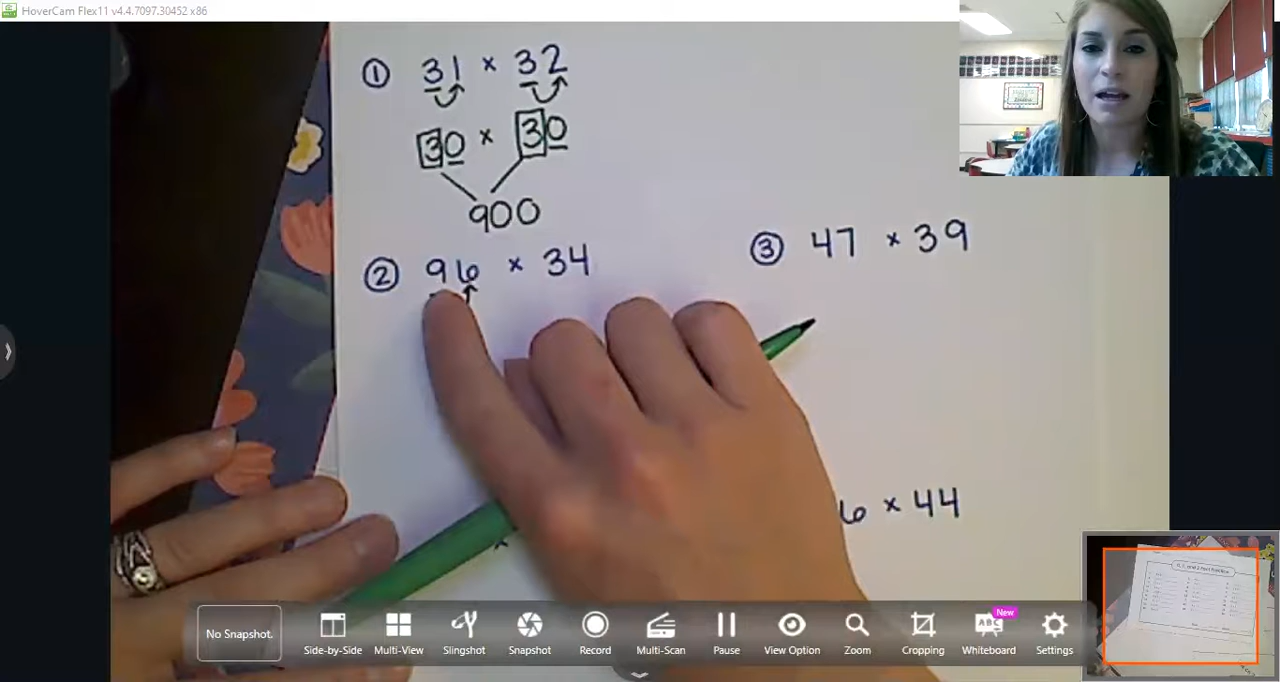 HoverCam Flex11 v4.4.7097.30452 x86
① 31 × 32
30 × 30
900
② 96 × 34
③ 47 × 39
6 × 44
No Snapshot.
Side-by-Side
Multi-View
Slingshot
Snapshot
Record
Multi-Scan
Pause
View Option
Zoom
Cropping
New
ABC
Whiteboard
Settings